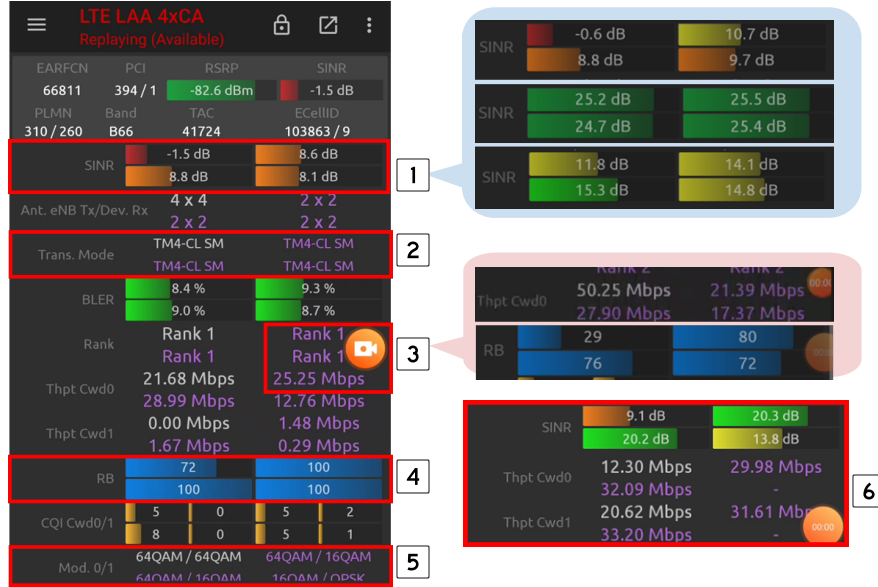 LTE LAA 4xCA
Replaying (Available)
EARFCN PCI RSRP SINR
66811 394 / 1 -82.6 dBm -1.5 dB
PLMN Band TAC ECellID
310 / 260 B66 41724 103863 / 9
SINR
-1.5 dB 8.6 dB
8.8 dB 8.1 dB
Ant. eNB Tx/Dev. Rx
4 x 4 2 x 2
2 x 2 2 x 2
Trans. Mode
TM4-CL SM TM4-CL SM
TM4-CL SM TM4-CL SM
BLER
8.4 % 9.3 %
9.0 % 8.7 %
Rank
Rank 1 Rank 1
Rank 1 Rank 1
Thpt Cwd0
21.68 Mbps 25.25 Mbps
28.99 Mbps 12.76 Mbps
Thpt Cwd1
0.00 Mbps 1.48 Mbps
1.67 Mbps 0.29 Mbps
RB
72 100
100 100
CQI Cwd0/1
5 0 5 2
8 0 5 1
Mod. 0/1
64QAM / 64QAM 64QAM / 16QAM
64QAM / 16QAM 16QAM / QPSK
1
2
3
4
5
SINR
-0.6 dB 10.7 dB
8.8 dB 9.7 dB
SINR
25.2 dB 25.5 dB
24.7 dB 25.4 dB
SINR
11.8 dB 14.1 dB
15.3 dB 14.8 dB
Rank 2 Rank 2
Thpt Cwd0
50.25 Mbps 21.39 Mbps
27.90 Mbps 17.37 Mbps
RB
29 80
76 72
SINR
9.1 dB 20.3 dB
20.2 dB 13.8 dB
Thpt Cwd0
12.30 Mbps 29.98 Mbps
32.09 Mbps -
Thpt Cwd1
20.62 Mbps 31.61 Mbp
33.20 Mbps -
00:00
6